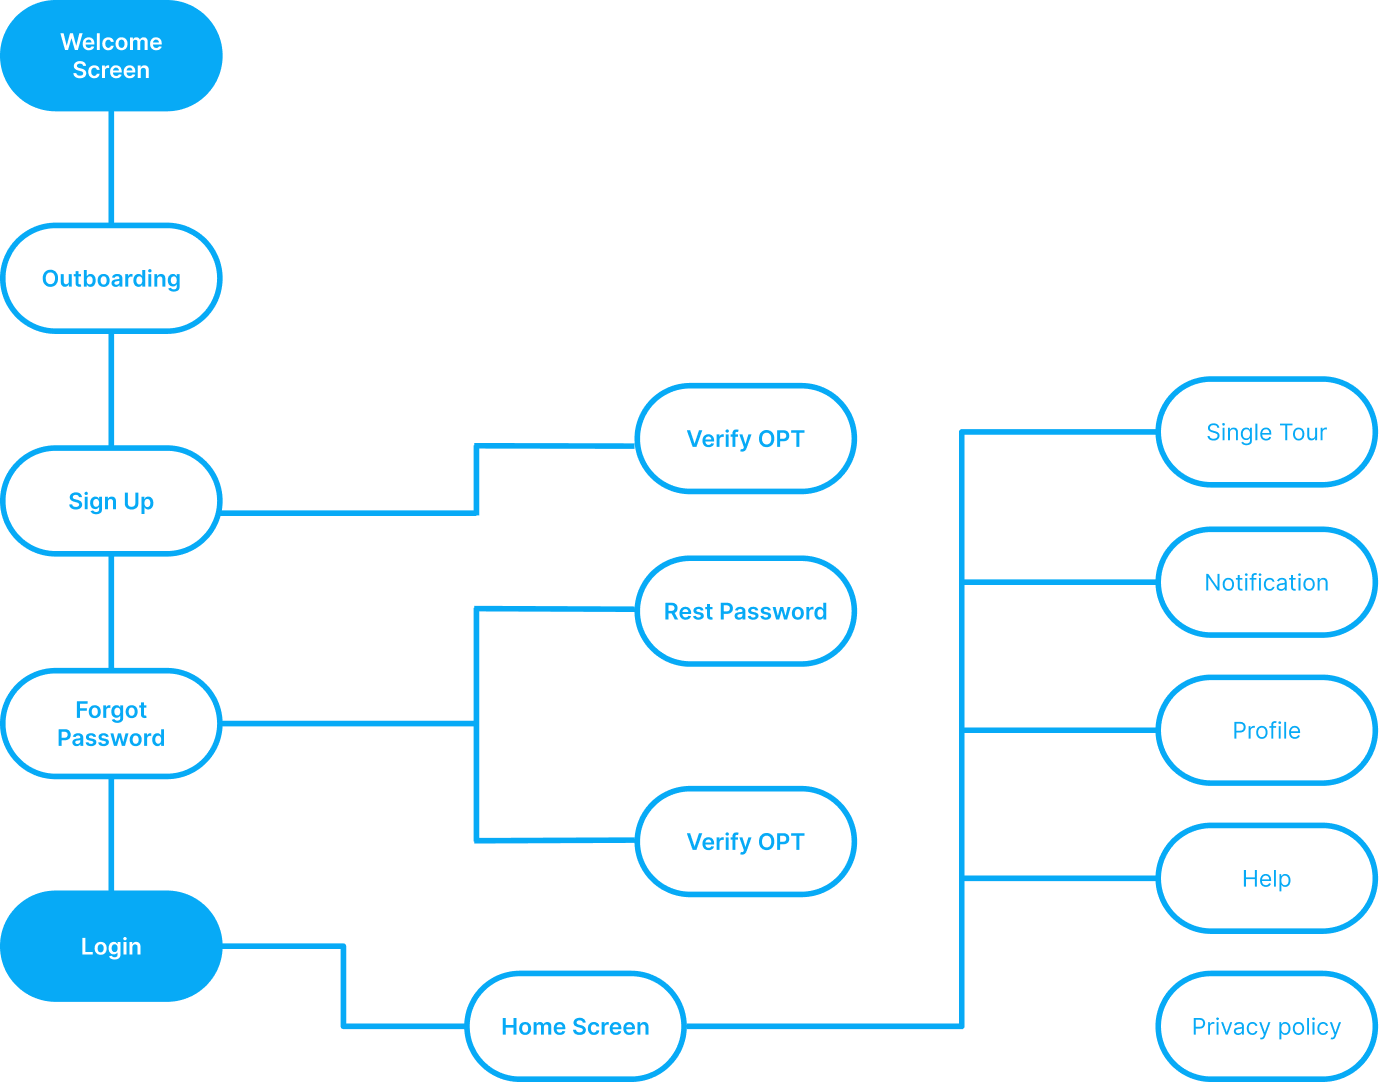 Welcome
Screen
Outboarding
Sign Up
Forgot
Password
Login
Verify OPT
Rest Password
Verify OPT
Home Screen
Single Tour
Notification
Profile
Help
Privacy policy